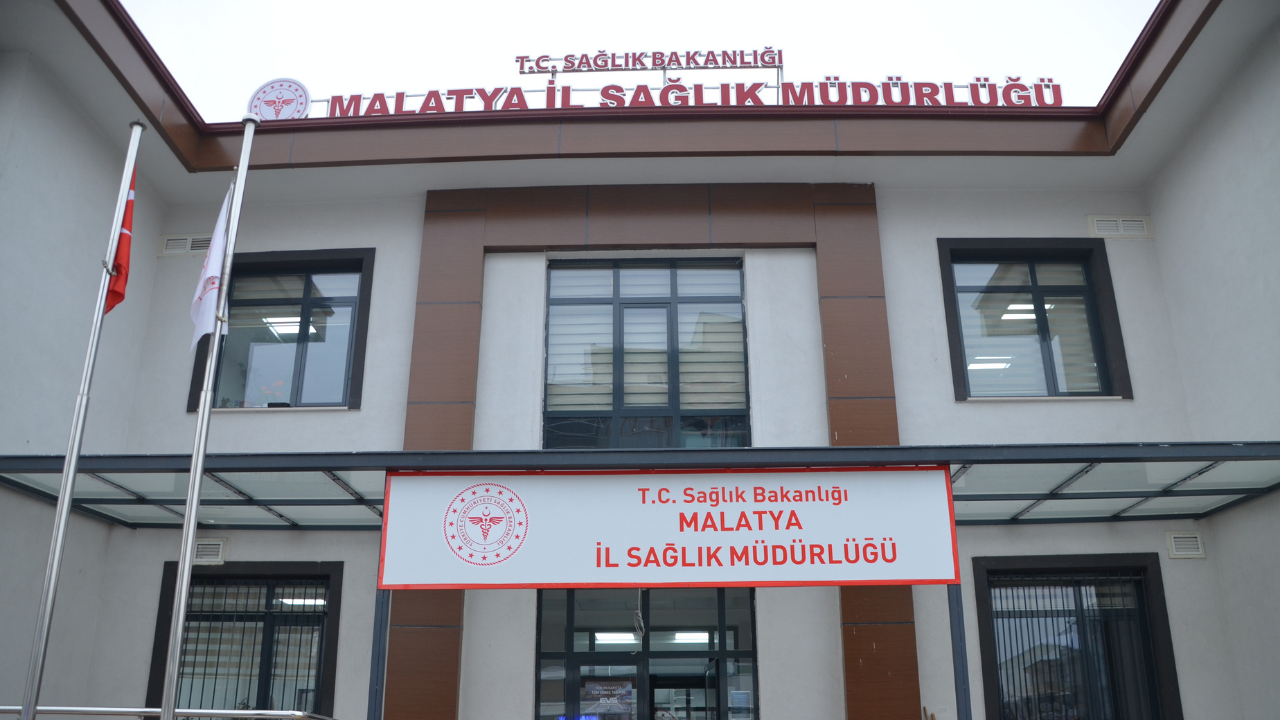 T.C. SAĞLIK BAKANLIĞI
MALATYA İL SAĞLIK MÜDÜRLÜĞÜ
T.C. Sağlık Bakanlığı
MALATYA
İL SAĞLIK MÜDÜRLÜĞÜ